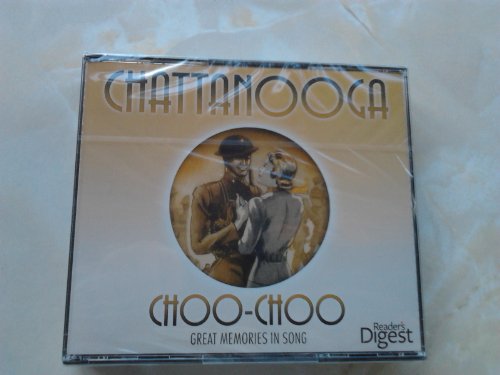 CHATTANOOGA
CHOO-CHOO
GREAT MEMORIES IN SONG
Reader's
Digest